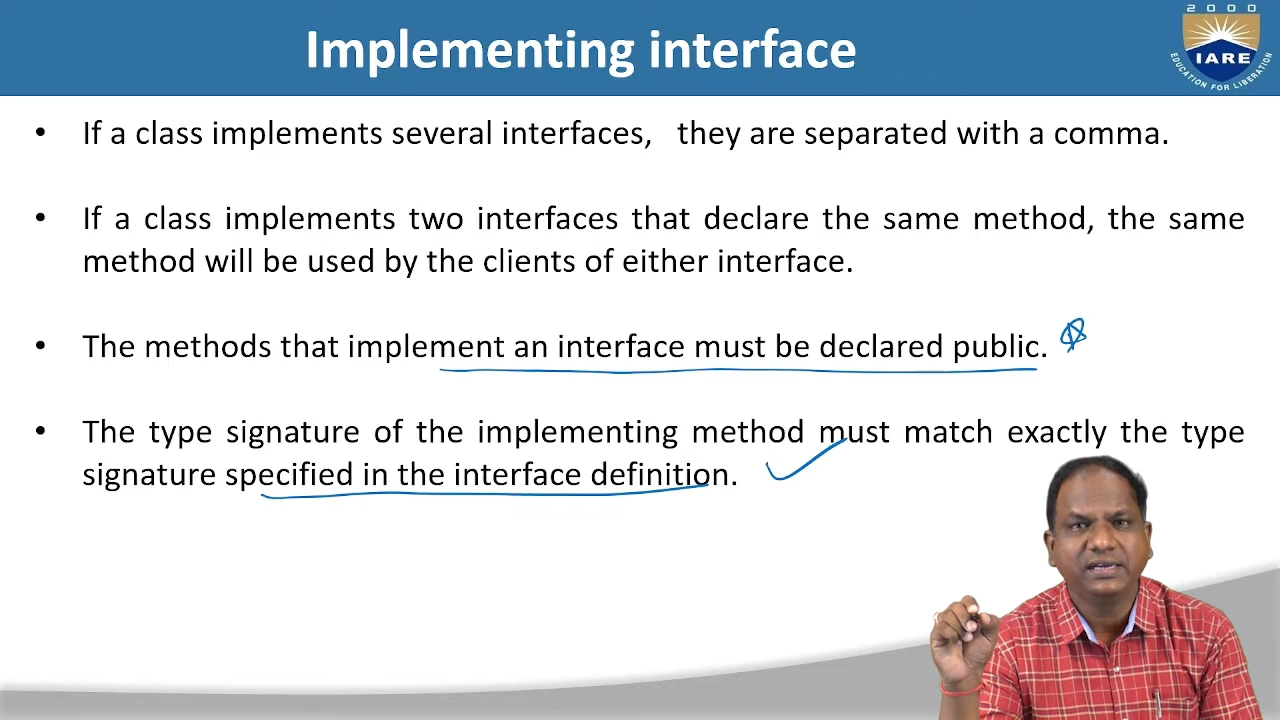 Implementing interface
2000
IARE
EDUCATION FOR LIBERATION
• If a class implements several interfaces, they are separated with a comma.
• If a class implements two interfaces that declare the same method, the same
method will be used by the clients of either interface.
• The methods that implement an interface must be declared public.
• The type signature of the implementing method must match exactly the type
signature specified in the interface definition.